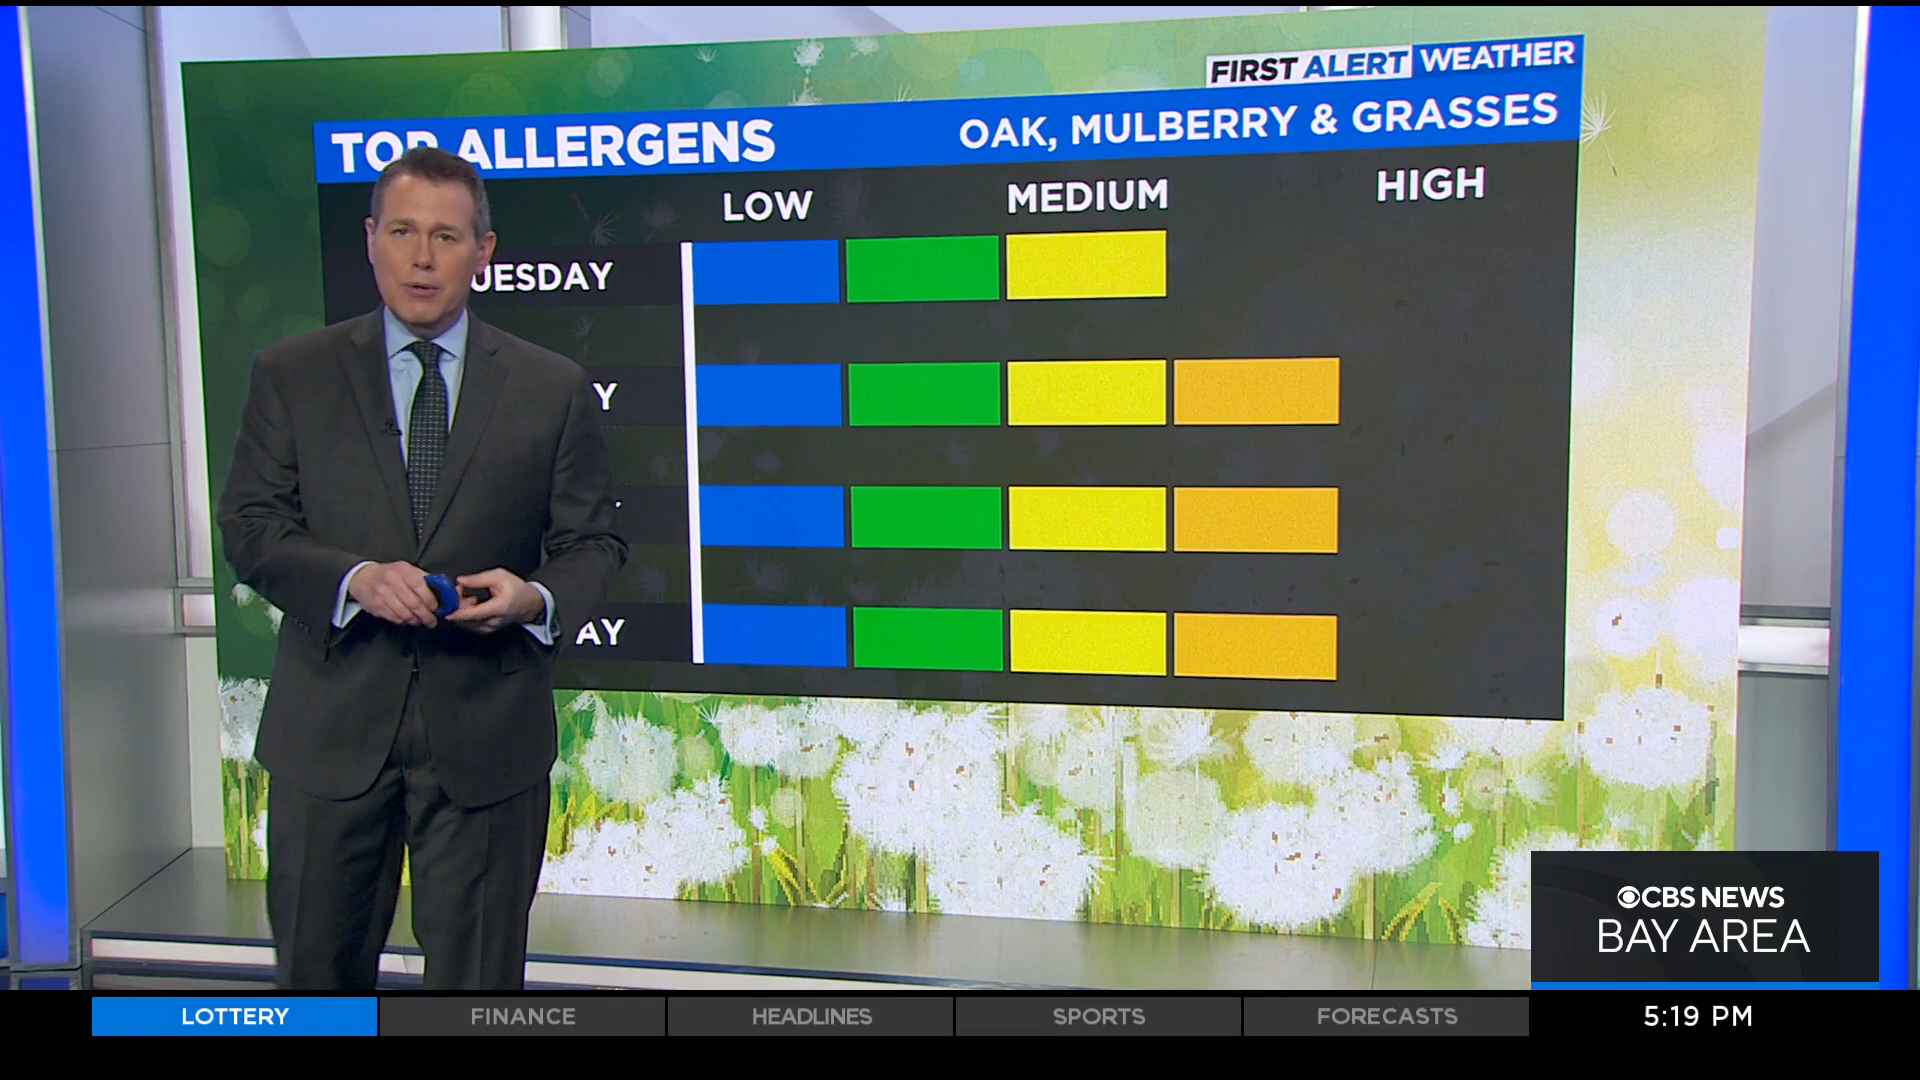 FIRST ALERT WEATHER
TOP ALLERGENS
OAK, MULBERRY & GRASSES
LOW
MEDIUM
HIGH
UESDAY
Y
AY
CBS NEWS
BAY AREA
LOTTERY
FINANCE
HEADLINES
SPORTS
FORECASTS
5:19 PM